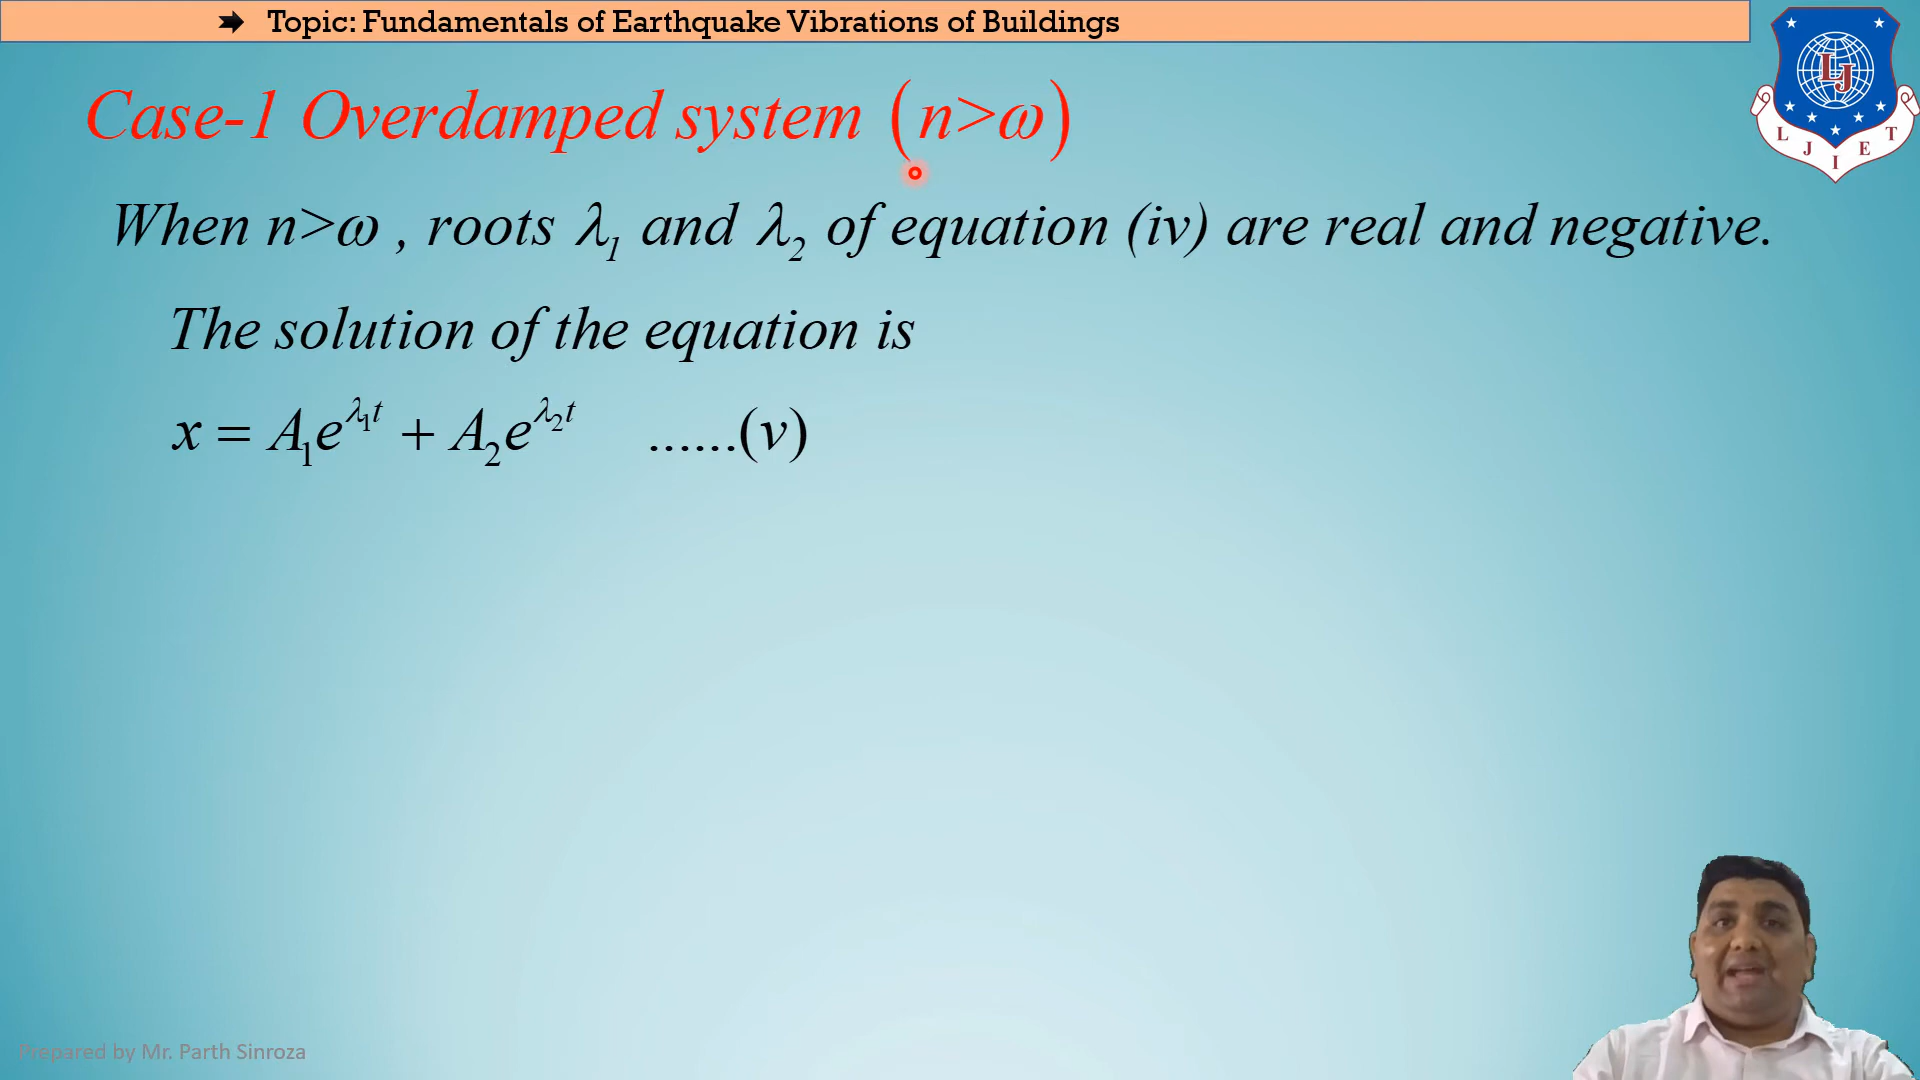 ➔ Topic: Fundamentals of Earthquake Vibrations of Buildings
LJ
L J I E T
Case-1 Overdamped system (n>ω)
When n>ω , roots λ₁ and λ₂ of equation (iv) are real and negative.
The solution of the equation is
x = A₁e^{λ₁t} + A₂e^{λ₂t} ......(v)
Prepared by Mr. Parth Sinroza